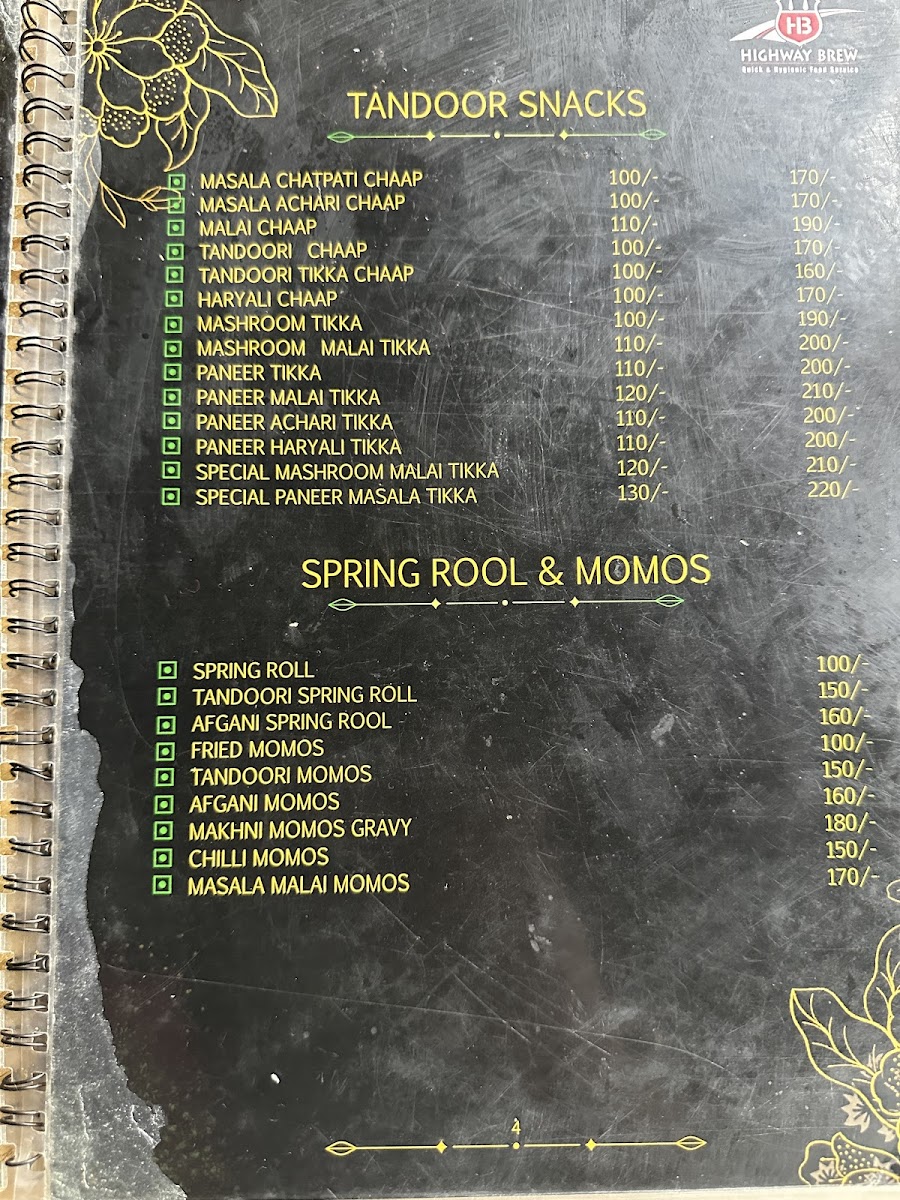 HB
HIGHWAY BREW
Quick & Hygienic Food Service
TANDOOR SNACKS
MASALA CHATPATI CHAAP 100/- 170/-
MASALA ACHARI CHAAP 100/- 170/-
MALAI CHAAP 110/- 190/-
TANDOORI CHAAP 100/- 170/-
TANDOORI TIKKA CHAAP 100/- 160/-
HARYALI CHAAP 100/- 170/-
MASHROOM TIKKA 100/- 190/-
MASHROOM MALAI TIKKA 110/- 200/-
PANEER TIKKA 110/- 200/-
PANEER MALAI TIKKA 120/- 210/-
PANEER ACHARI TIKKA 110/- 200/-
PANEER HARYALI TIKKA 110/- 200/-
SPECIAL MASHROOM MALAI TIKKA 120/- 210/-
SPECIAL PANEER MASALA TIKKA 130/- 220/-
SPRING ROOL & MOMOS
SPRING ROLL 100/-
TANDOORI SPRING ROLL 150/-
AFGANI SPRING ROOL 160/-
FRIED MOMOS 100/-
TANDOORI MOMOS 150/-
AFGANI MOMOS 160/-
MAKHNI MOMOS GRAVY 180/-
CHILLI MOMOS 150/-
MASALA MALAI MOMOS 170/-
4